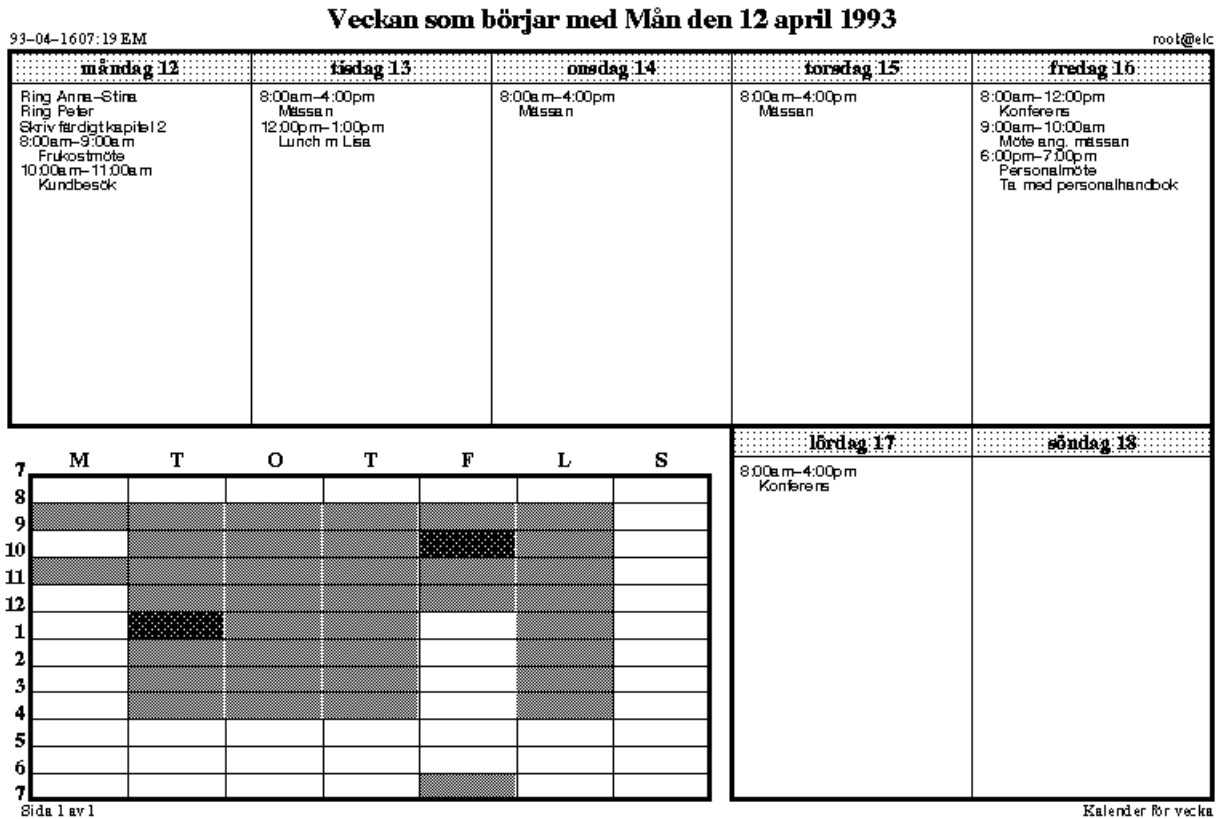 Veckan som börjar med Mån den 12 april 1993
93-04-16 07:19 EM
root@elc
måndag 12
Ring Anna-Stina
Ring Peter
Skriv färdigt kapitel 2
8:00am-9:00am
Frukostmöte
10:00am-11:00am
Kundbesök
tisdag 13
8:00am-4:00pm
Mässan
12:00pm-1:00pm
Lunch m Lisa
onsdag 14
8:00am-4:00pm
Mässan
torsdag 15
8:00am-4:00pm
Mässan
fredag 16
8:00am-12:00pm
Konferens
9:00am-10:00am
Möte ang. mässan
6:00pm-7:00pm
Personalmöte
Ta med personalhandbok
M T O T F L S
7
8
9
10
11
12
1
2
3
4
5
6
7
lördag 17
8:00am-4:00pm
Konferens
söndag 18
Sida 1 av 1
Kalender för vecka